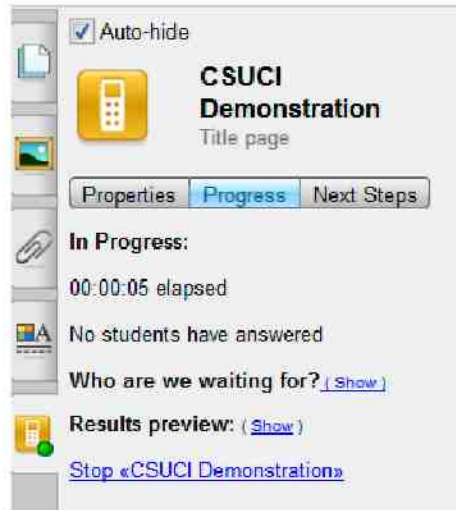 Auto-hide
CSUCI
Demonstration
Title page
Properties Progress Next Steps
In Progress:
00:00:05 elapsed
No students have answered
Who are we waiting for? ( Show )
Results preview: ( Show )
Stop «CSUCI Demonstration»
A